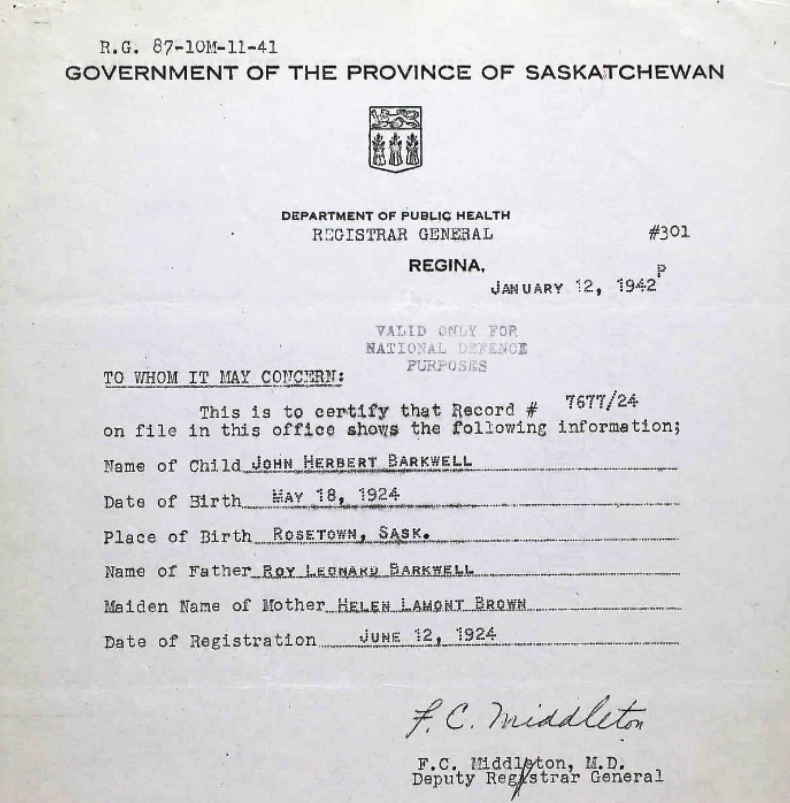 R.G. 87-10M-11-41
GOVERNMENT OF THE PROVINCE OF SASKATCHEWAN
DEPARTMENT OF PUBLIC HEALTH
REGISTRAR GENERAL #301
REGINA,
P
JANUARY 12, 1942
VALID ONLY FOR
NATIONAL DEFENCE
PURPOSES
TO WHOM IT MAY CONCERN:
This is to certify that Record # 7677/24
on file in this office shows the following information;
Name of Child JOHN HERBERT BARKWELL
Date of Birth MAY 18, 1924
Place of Birth ROSETOWN, SASK.
Name of Father ROY LEONARD BARKWELL
Maiden Name of Mother HELEN LAMONT BROWN
Date of Registration JUNE 12, 1924
F. C. Middleton
F.C. Middleton, M.D.
Deputy Registrar General